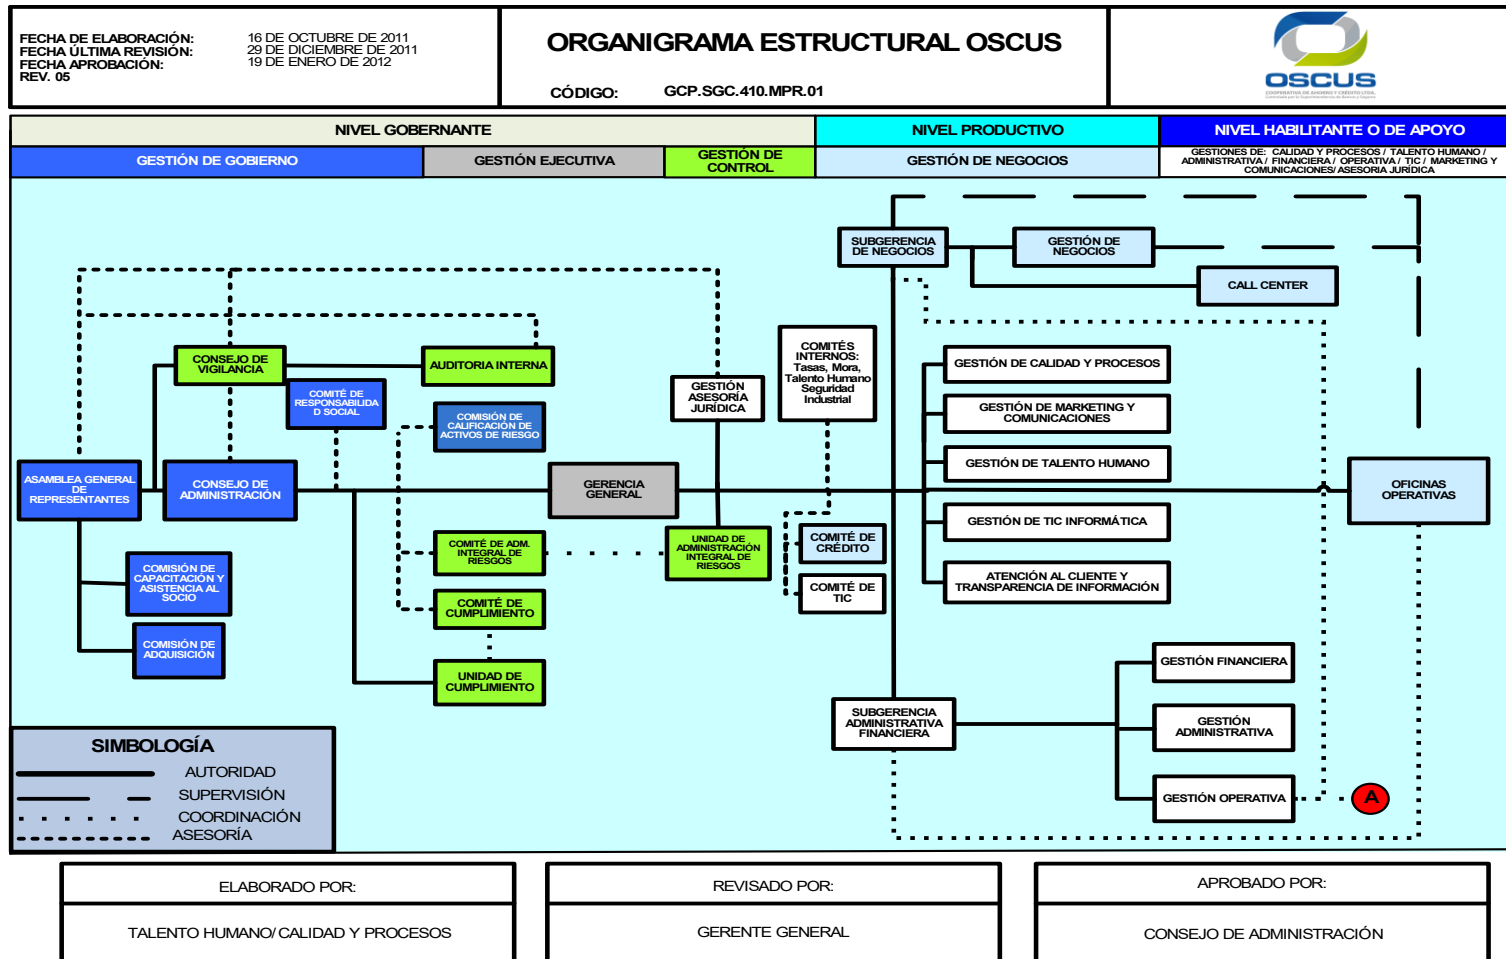 FECHA DE ELABORACIÓN: 16 DE OCTUBRE DE 2011
FECHA ÚLTIMA REVISIÓN: 29 DE DICIEMBRE DE 2011
FECHA APROBACIÓN: 19 DE ENERO DE 2012
REV. 05
ORGANIGRAMA ESTRUCTURAL OSCUS
CÓDIGO: GCP.SGC.410.MPR.01
OSCUS
COOPERATIVA DE AHORRO Y CRÉDITO LTDA.
NIVEL GOBERNANTE
NIVEL PRODUCTIVO
NIVEL HABILITANTE O DE APOYO
GESTIÓN DE GOBIERNO
GESTIÓN EJECUTIVA
GESTIÓN DE
CONTROL
GESTIÓN DE NEGOCIOS
GESTIONES DE: CALIDAD Y PROCESOS / TALENTO HUMANO /
ADMINISTRATIVA / FINANCIERA / OPERATIVA / TIC / MARKETING Y
COMUNICACIONES/ ASESORIA JURÍDICA
SUBGERENCIA
DE NEGOCIOS
GESTIÓN DE
NEGOCIOS
CALL CENTER
CONSEJO DE
VIGILANCIA
AUDITORIA INTERNA
COMITÉ DE
RESPONSABILIDA
D SOCIAL
COMISIÓN DE
CALIFICACIÓN DE
ACTIVOS DE RIESGO
GESTIÓN
ASESORÍA
JURÍDICA
COMITÉS
INTERNOS:
Tasas, Mora,
Talento Humano
Seguridad
Industrial
GESTIÓN DE CALIDAD Y PROCESOS
GESTIÓN DE MARKETING Y
COMUNICACIONES
GESTIÓN DE TALENTO HUMANO
GESTIÓN DE TIC INFORMÁTICA
ATENCIÓN AL CLIENTE Y
TRANSPARENCIA DE INFORMACIÓN
ASAMBLEA GENERAL
DE
REPRESENTANTES
CONSEJO DE
ADMINISTRACIÓN
GERENCIA
GENERAL
OFICINAS
OPERATIVAS
COMITÉ DE ADM.
INTEGRAL DE
RIESGOS
UNIDAD DE
ADMINISTRACIÓN
INTEGRAL DE
RIESGOS
COMITÉ DE
CRÉDITO
COMITÉ DE
TIC
COMISIÓN DE
CAPACITACIÓN Y
ASISTENCIA AL
SOCIO
COMITÉ DE
CUMPLIMIENTO
COMISIÓN DE
ADQUISICIÓN
UNIDAD DE
CUMPLIMIENTO
SUBGERENCIA
ADMINISTRATIVA
FINANCIERA
GESTIÓN FINANCIERA
GESTIÓN
ADMINISTRATIVA
GESTIÓN OPERATIVA
A
SIMBOLOGÍA
AUTORIDAD
SUPERVISIÓN
COORDINACIÓN
ASESORÍA
ELABORADO POR:
TALENTO HUMANO/ CALIDAD Y PROCESOS
REVISADO POR:
GERENTE GENERAL
APROBADO POR:
CONSEJO DE ADMINISTRACIÓN